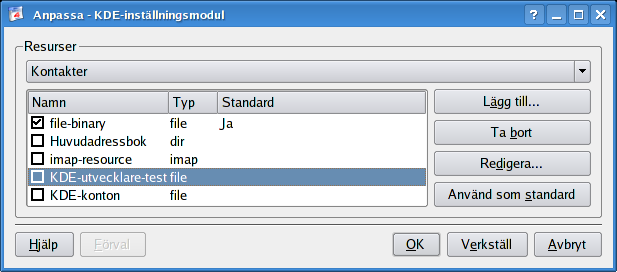 Anpassa - KDE-inställningsmodul
Resurser
Kontakter
Namn Typ Standard
file-binary file Ja
Huvudadressbok dir
imap-resource imap
KDE-utvecklare-test file
KDE-konton file
Lägg till...
Ta bort
Redigera...
Använd som standard
Hjälp Förval OK Verkställ Avbryt